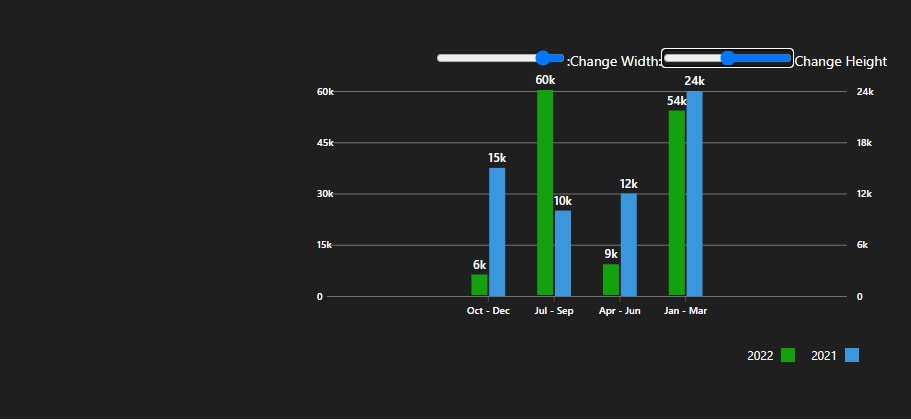 :Change Width: Change Height
60k 24k
60k 54k 24k
45k 18k
15k
30k 12k
10k 12k
15k 6k
6k 9k
0 0
Oct - Dec Jul - Sep Apr - Jun Jan - Mar
2022 2021